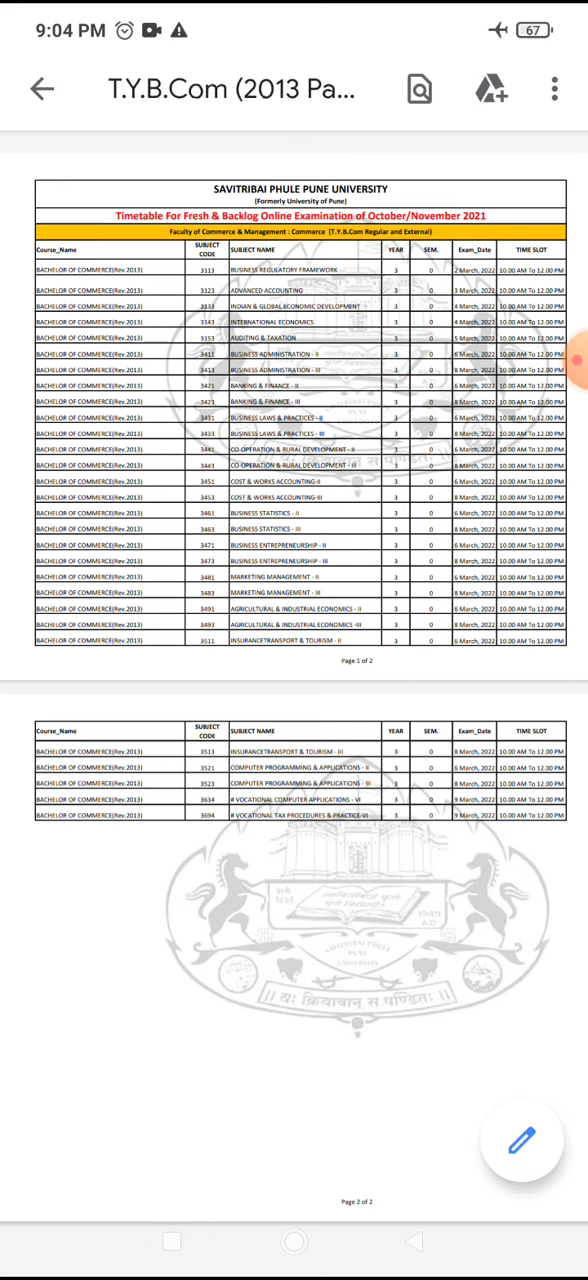 9:04 PM
67
T.Y.B.Com (2013 Pa...
SAVITRIBAI PHULE PUNE UNIVERSITY
(Formerly University of Pune)
Timetable For Fresh & Backlog Online Examination of October/November 2021
Faculty of Commerce & Management : Commerce (T.Y.B.Com Regular and External)
Course_Name SUBJECT CODE SUBJECT NAME YEAR SEM. Exam_Date TIME SLOT
BACHELOR OF COMMERCE(Rev.2013) 3113 BUSINESS REGULATORY FRAMEWORK 3 0 2 March, 2022 10.00 AM To 12.00 PM
BACHELOR OF COMMERCE(Rev.2013) 3123 ADVANCED ACCOUNTING 3 0 3 March, 2022 10.00 AM To 12.00 PM
BACHELOR OF COMMERCE(Rev.2013) 3133 INDIAN & GLOBAL ECONOMIC DEVELOPMENT 3 0 4 March, 2022 10.00 AM To 12.00 PM
BACHELOR OF COMMERCE(Rev.2013) 3143 INTERNATIONAL ECONOMICS 3 0 4 March, 2022 10.00 AM To 12.00 PM
BACHELOR OF COMMERCE(Rev.2013) 3153 AUDITING & TAXATION 3 0 5 March, 2022 10.00 AM To 12.00 PM
BACHELOR OF COMMERCE(Rev.2013) 3411 BUSINESS ADMINISTRATION - II 3 0 6 March, 2022 10.00 AM To 12.00 PM
BACHELOR OF COMMERCE(Rev.2013) 3413 BUSINESS ADMINISTRATION - III 3 0 8 March, 2022 10.00 AM To 12.00 PM
BACHELOR OF COMMERCE(Rev.2013) 3421 BANKING & FINANCE - II 3 0 6 March, 2022 10.00 AM To 12.00 PM
BACHELOR OF COMMERCE(Rev.2013) 3423 BANKING & FINANCE - III 3 0 8 March, 2022 10.00 AM To 12.00 PM
BACHELOR OF COMMERCE(Rev.2013) 3431 BUSINESS LAWS & PRACTICES - II 3 0 6 March, 2022 10.00 AM To 12.00 PM
BACHELOR OF COMMERCE(Rev.2013) 3433 BUSINESS LAWS & PRACTICES - III 3 0 8 March, 2022 10.00 AM To 12.00 PM
BACHELOR OF COMMERCE(Rev.2013) 3441 CO-OPERATION & RURAL DEVELOPMENT - II 3 0 6 March, 2022 10.00 AM To 12.00 PM
BACHELOR OF COMMERCE(Rev.2013) 3443 CO-OPERATION & RURAL DEVELOPMENT - III 3 0 8 March, 2022 10.00 AM To 12.00 PM
BACHELOR OF COMMERCE(Rev.2013) 3451 COST & WORKS ACCOUNTING-II 3 0 6 March, 2022 10.00 AM To 12.00 PM
BACHELOR OF COMMERCE(Rev.2013) 3453 COST & WORKS ACCOUNTING-III 3 0 8 March, 2022 10.00 AM To 12.00 PM
BACHELOR OF COMMERCE(Rev.2013) 3461 BUSINESS STATISTICS - II 3 0 6 March, 2022 10.00 AM To 12.00 PM
BACHELOR OF COMMERCE(Rev.2013) 3463 BUSINESS STATISTICS - III 3 0 8 March, 2022 10.00 AM To 12.00 PM
BACHELOR OF COMMERCE(Rev.2013) 3471 BUSINESS ENTREPRENEURSHIP - II 3 0 6 March, 2022 10.00 AM To 12.00 PM
BACHELOR OF COMMERCE(Rev.2013) 3473 BUSINESS ENTREPRENEURSHIP - III 3 0 8 March, 2022 10.00 AM To 12.00 PM
BACHELOR OF COMMERCE(Rev.2013) 3481 MARKETING MANAGEMENT - II 3 0 6 March, 2022 10.00 AM To 12.00 PM
BACHELOR OF COMMERCE(Rev.2013) 3483 MARKETING MANAGEMENT - III 3 0 8 March, 2022 10.00 AM To 12.00 PM
BACHELOR OF COMMERCE(Rev.2013) 3491 AGRICULTURAL & INDUSTRIAL ECONOMICS - II 3 0 6 March, 2022 10.00 AM To 12.00 PM
BACHELOR OF COMMERCE(Rev.2013) 3493 AGRICULTURAL & INDUSTRIAL ECONOMICS -III 3 0 8 March, 2022 10.00 AM To 12.00 PM
BACHELOR OF COMMERCE(Rev.2013) 3511 INSURANCETRANSPORT & TOURISM - II 3 0 6 March, 2022 10.00 AM To 12.00 PM
Page 1 of 2
Course_Name SUBJECT CODE SUBJECT NAME YEAR SEM. Exam_Date TIME SLOT
BACHELOR OF COMMERCE(Rev.2013) 3513 INSURANCETRANSPORT & TOURISM - III 3 0 8 March, 2022 10.00 AM To 12.00 PM
BACHELOR OF COMMERCE(Rev.2013) 3521 COMPUTER PROGRAMMING & APPLICATIONS - II 3 0 6 March, 2022 10.00 AM To 12.00 PM
BACHELOR OF COMMERCE(Rev.2013) 3523 COMPUTER PROGRAMMING & APPLICATIONS - III 3 0 8 March, 2022 10.00 AM To 12.00 PM
BACHELOR OF COMMERCE(Rev.2013) 3634 # VOCATIONAL COMPUTER APPLICATIONS - VI 3 0 9 March, 2022 10.00 AM To 12.00 PM
BACHELOR OF COMMERCE(Rev.2013) 3694 # VOCATIONAL TAX PROCEDURES & PRACTICE-VI 3 0 9 March, 2022 10.00 AM To 12.00 PM
1949
A D
SAVITRIBAI PHULE
PUNE
UNIVERSITY
॥ यः क्रियावान् स पण्डितः ॥
Page 2 of 2